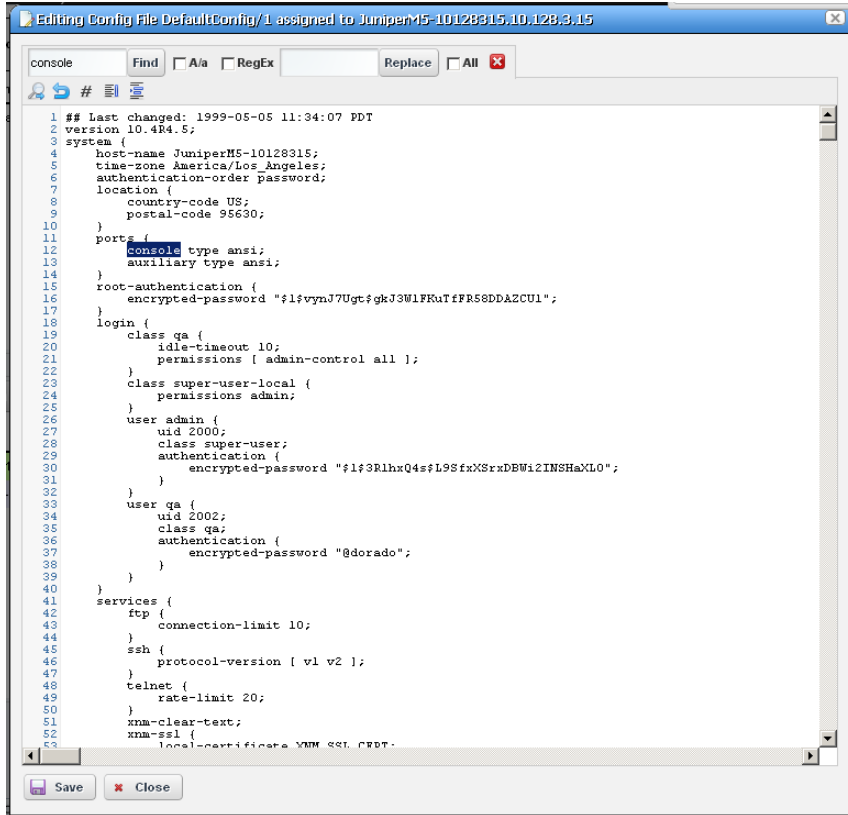 Editing Config File DefaultConfig/1 assigned to JuniperM5-10128315.10.128.3.15
console Find A/a RegEx Replace All
#
1 ## Last changed: 1999-05-05 11:34:07 PDT
2 version 10.4R4.5;
3 system {
4 host-name JuniperM5-10128315;
5 time-zone America/Los_Angeles;
6 authentication-order password;
7 location {
8 country-code US;
9 postal-code 95630;
10 }
11 ports {
12 console type ansi;
13 auxiliary type ansi;
14 }
15 root-authentication {
16 encrypted-password "$1$vynJ7Ugt$gkJ3W1FKuTfFR58DDAZCU1";
17 }
18 login {
19 class qa {
20 idle-timeout 10;
21 permissions [ admin-control all ];
22 }
23 class super-user-local {
24 permissions admin;
25 }
26 user admin {
27 uid 2000;
28 class super-user;
29 authentication {
30 encrypted-password "$1$3RlhxQ4s$L9SfxXSrxDBWi2INSHaXL0";
31 }
32 }
33 user qa {
34 uid 2002;
35 class qa;
36 authentication {
37 encrypted-password "@dorado";
38 }
39 }
40 }
41 services {
42 ftp {
43 connection-limit 10;
44 }
45 ssh {
46 protocol-version [ v1 v2 ];
47 }
48 telnet {
49 rate-limit 20;
50 }
51 xnm-clear-text;
52 xnm-ssl {
53 local-certificate XNM_SSL_CERT;
Save Close